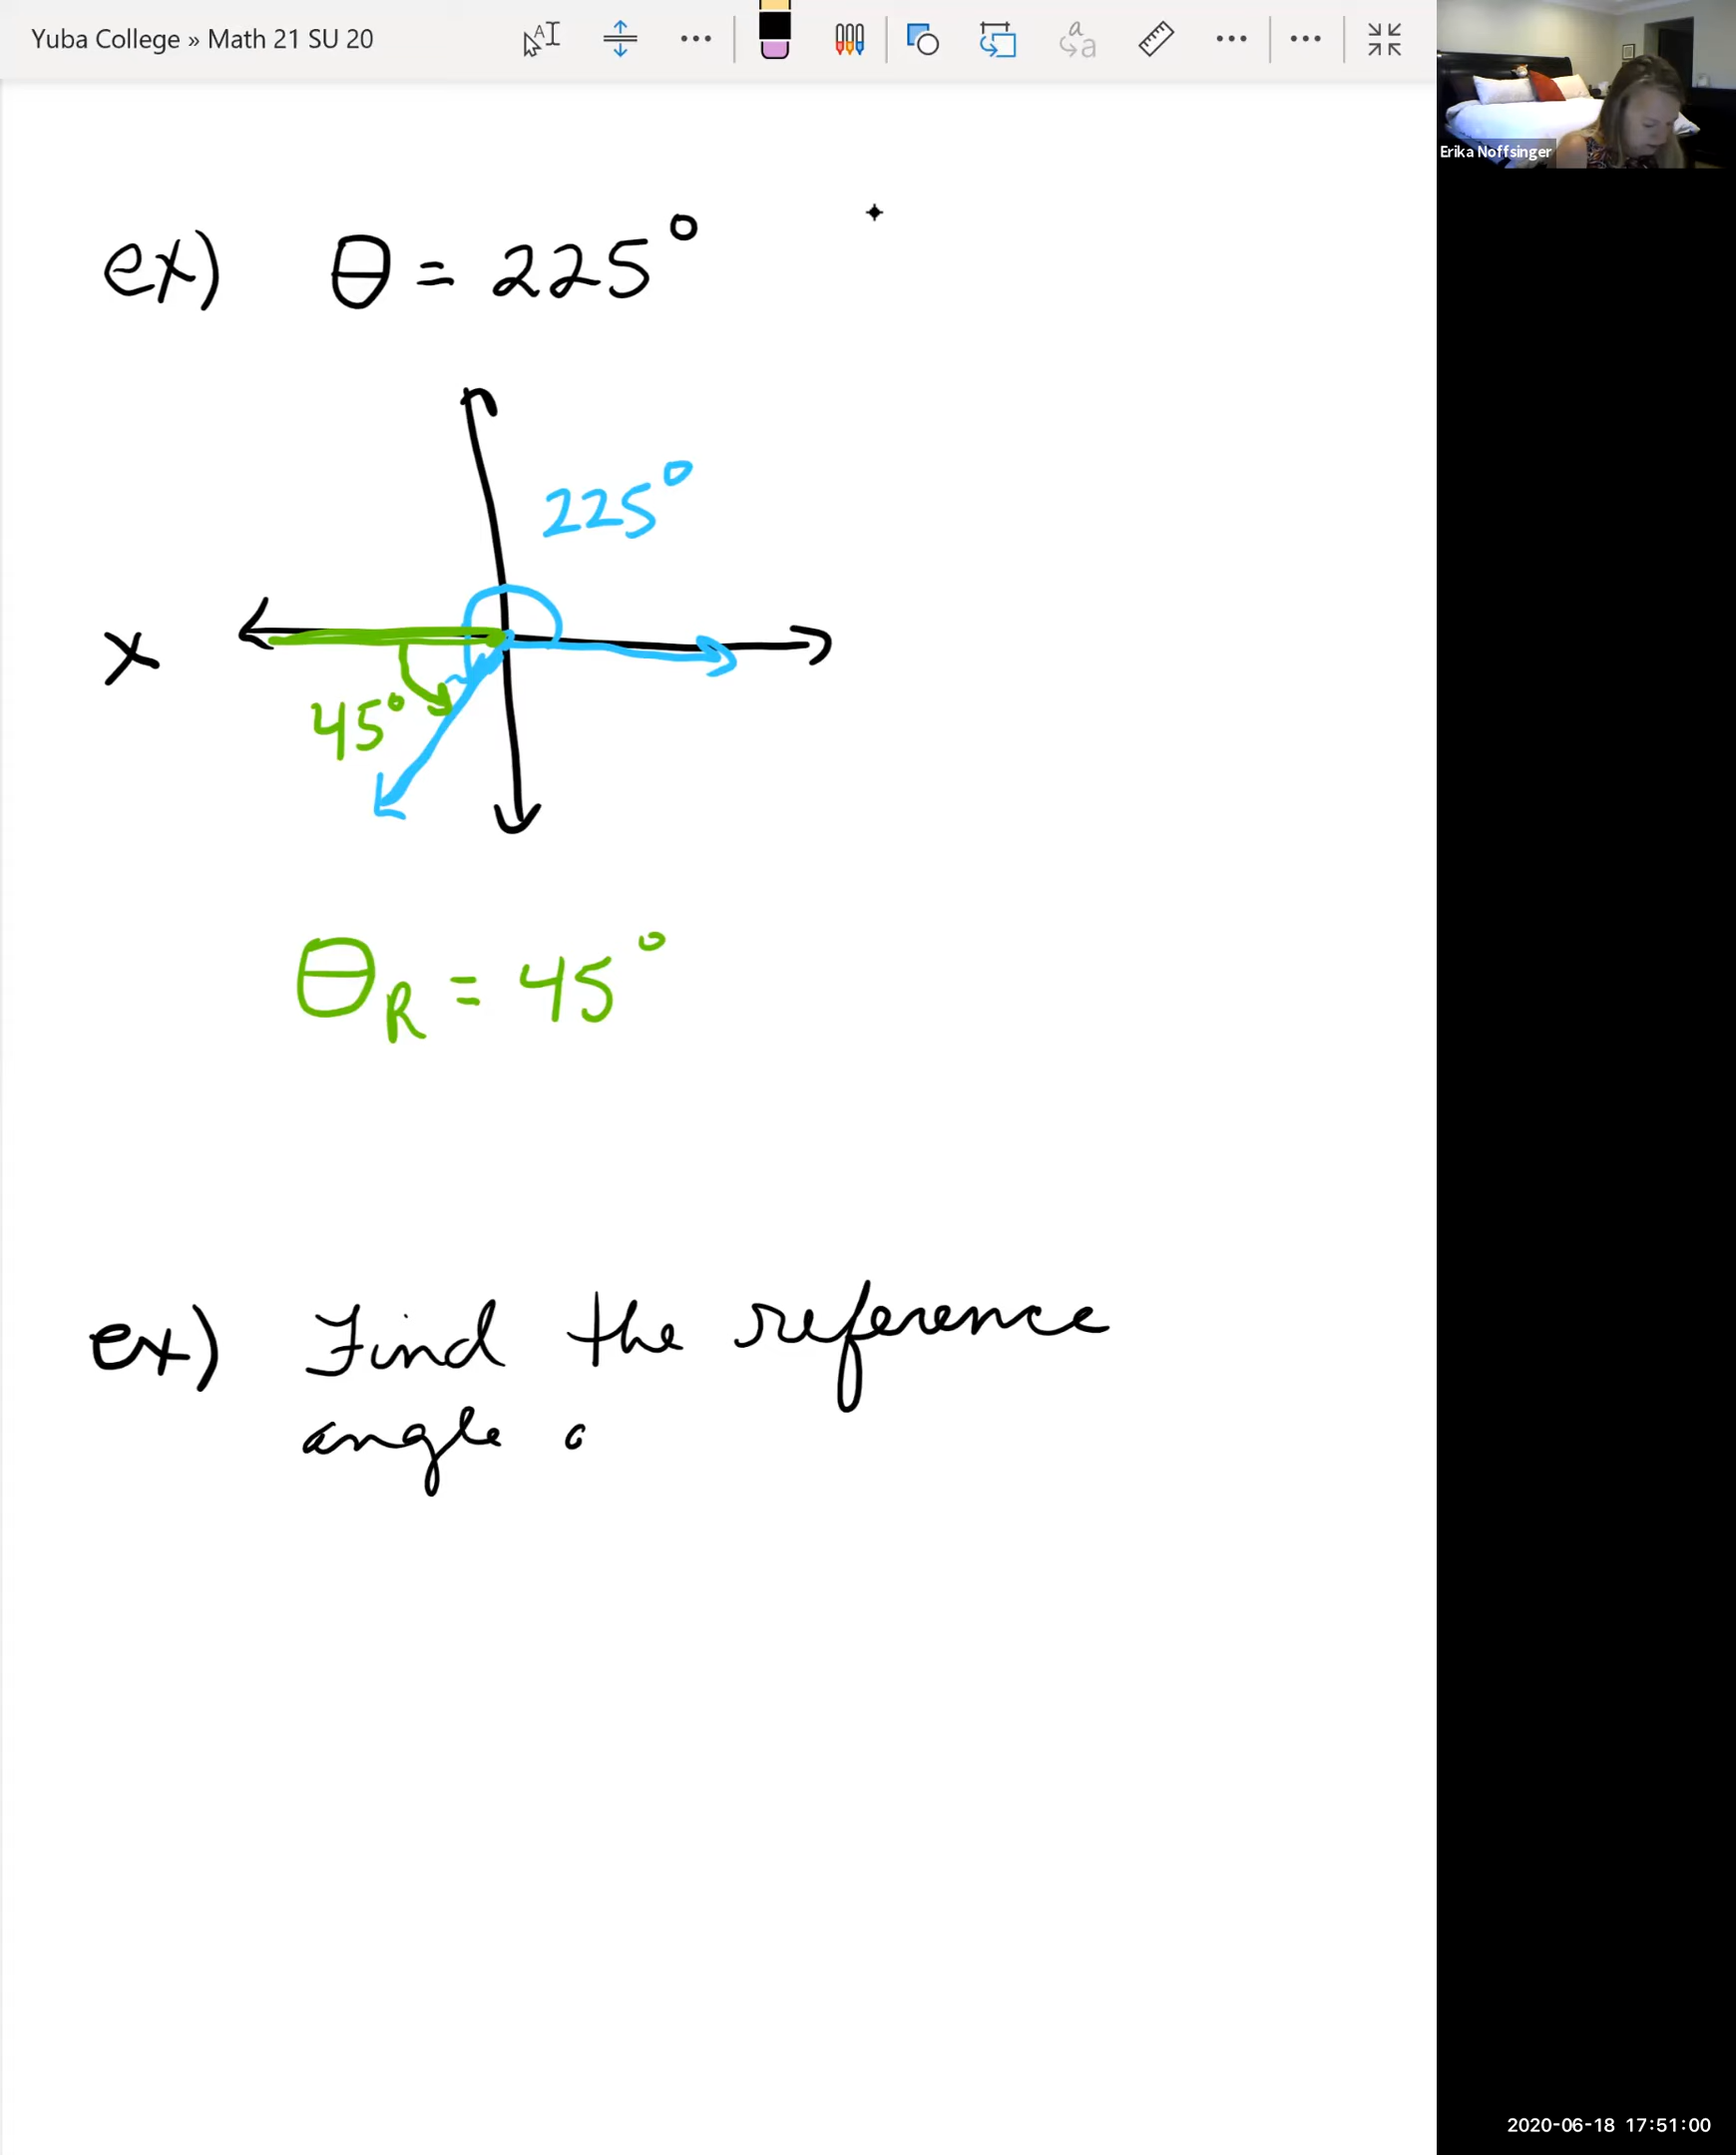 Yuba College » Math 21 SU 20
Erika Noffsinger
ex) θ = 225°
225°
x
45°
θR = 45°
ex) Find the reference
angle o
2020-06-18 17:51:00